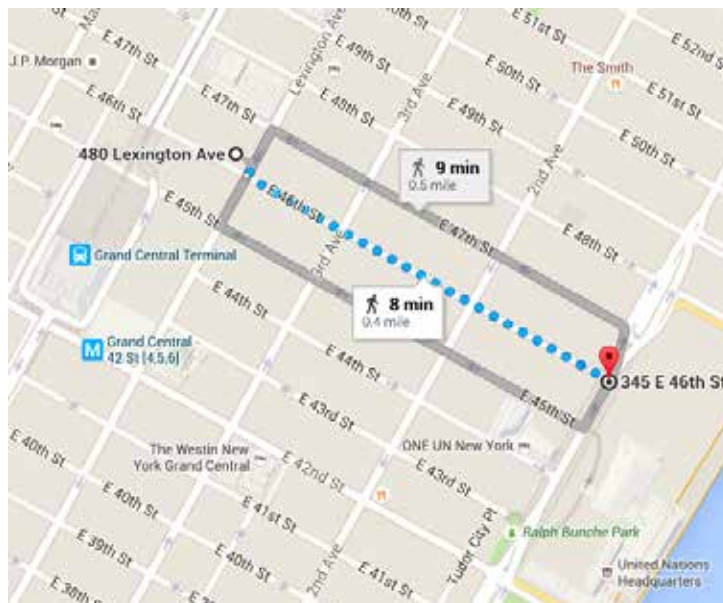 E 51st St
E 52nd St
Ma
E 47th St
Lexington Ave
E 50th St
The Smith
J.P. Morgan
E 49th St
E 51st St
E 46th St
E 47th St
E 48th St
3rd Ave
E 49th St
E 50th St
480 Lexington Ave
9 min
0.5 mile
2nd Ave
E 45th St
E 46th St
E 47th St
E 48th St
Grand Central Terminal
3rd Ave
8 min
0.4 mile
E 44th St
Grand Central
42 St [4,5,6]
E 44th St
345 E 46th St
E 43rd St
E 45th St
E 40th St
The Westin New
York Grand Central
E 42nd St
ONE UN New York
E 43rd St
E 40th St
E 41st St
Tudor City Pl
Ralph Bunche Park
E 39th St
E 40th St
2nd Ave
E 41st St
United Nations
Headquarters
E 38th St